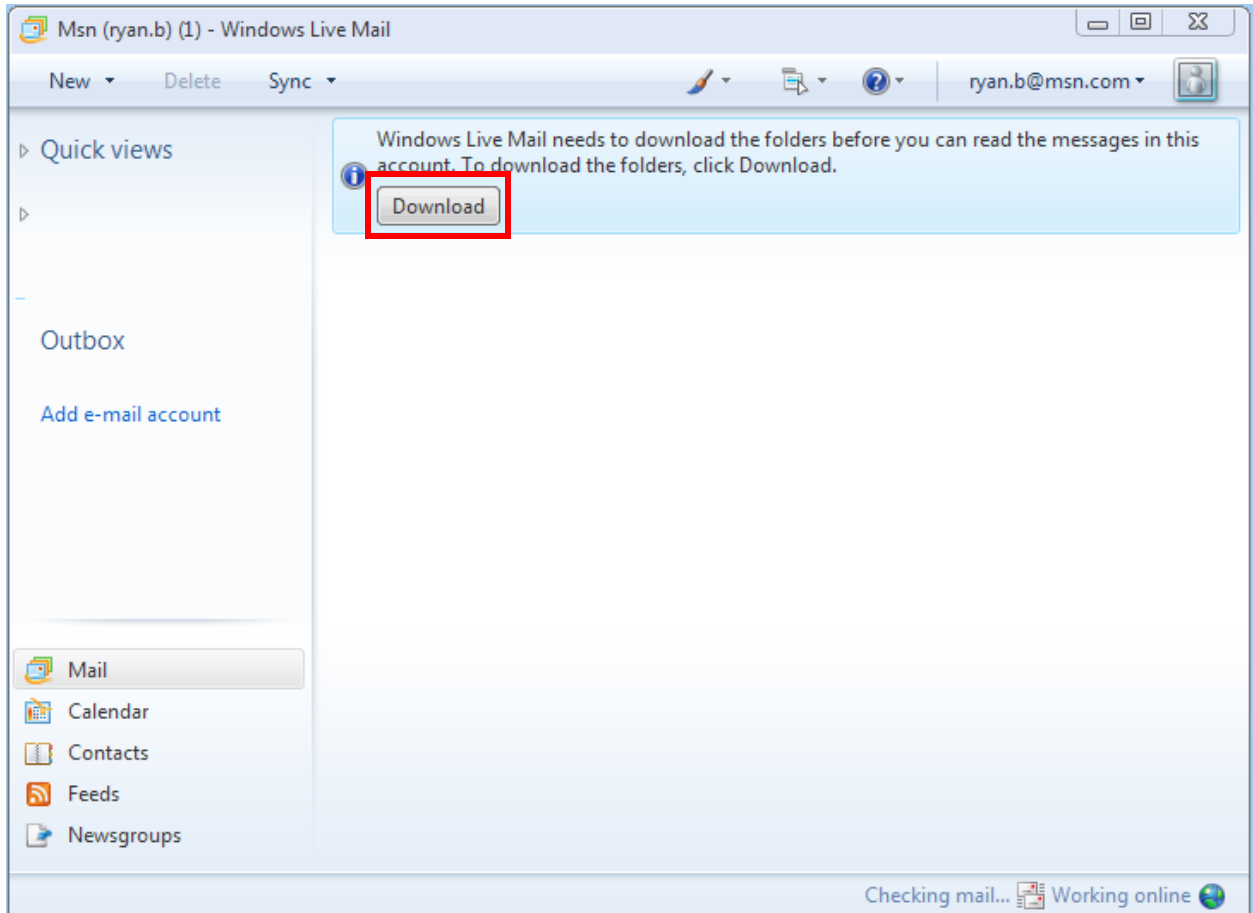 Msn (ryan.b) (1) - Windows Live Mail
New Delete Sync ryan.b@msn.com
Quick views
Windows Live Mail needs to download the folders before you can read the messages in this
account. To download the folders, click Download.
Download
Outbox
Add e-mail account
Mail
Calendar
Contacts
Feeds
Newsgroups
Checking mail... Working online